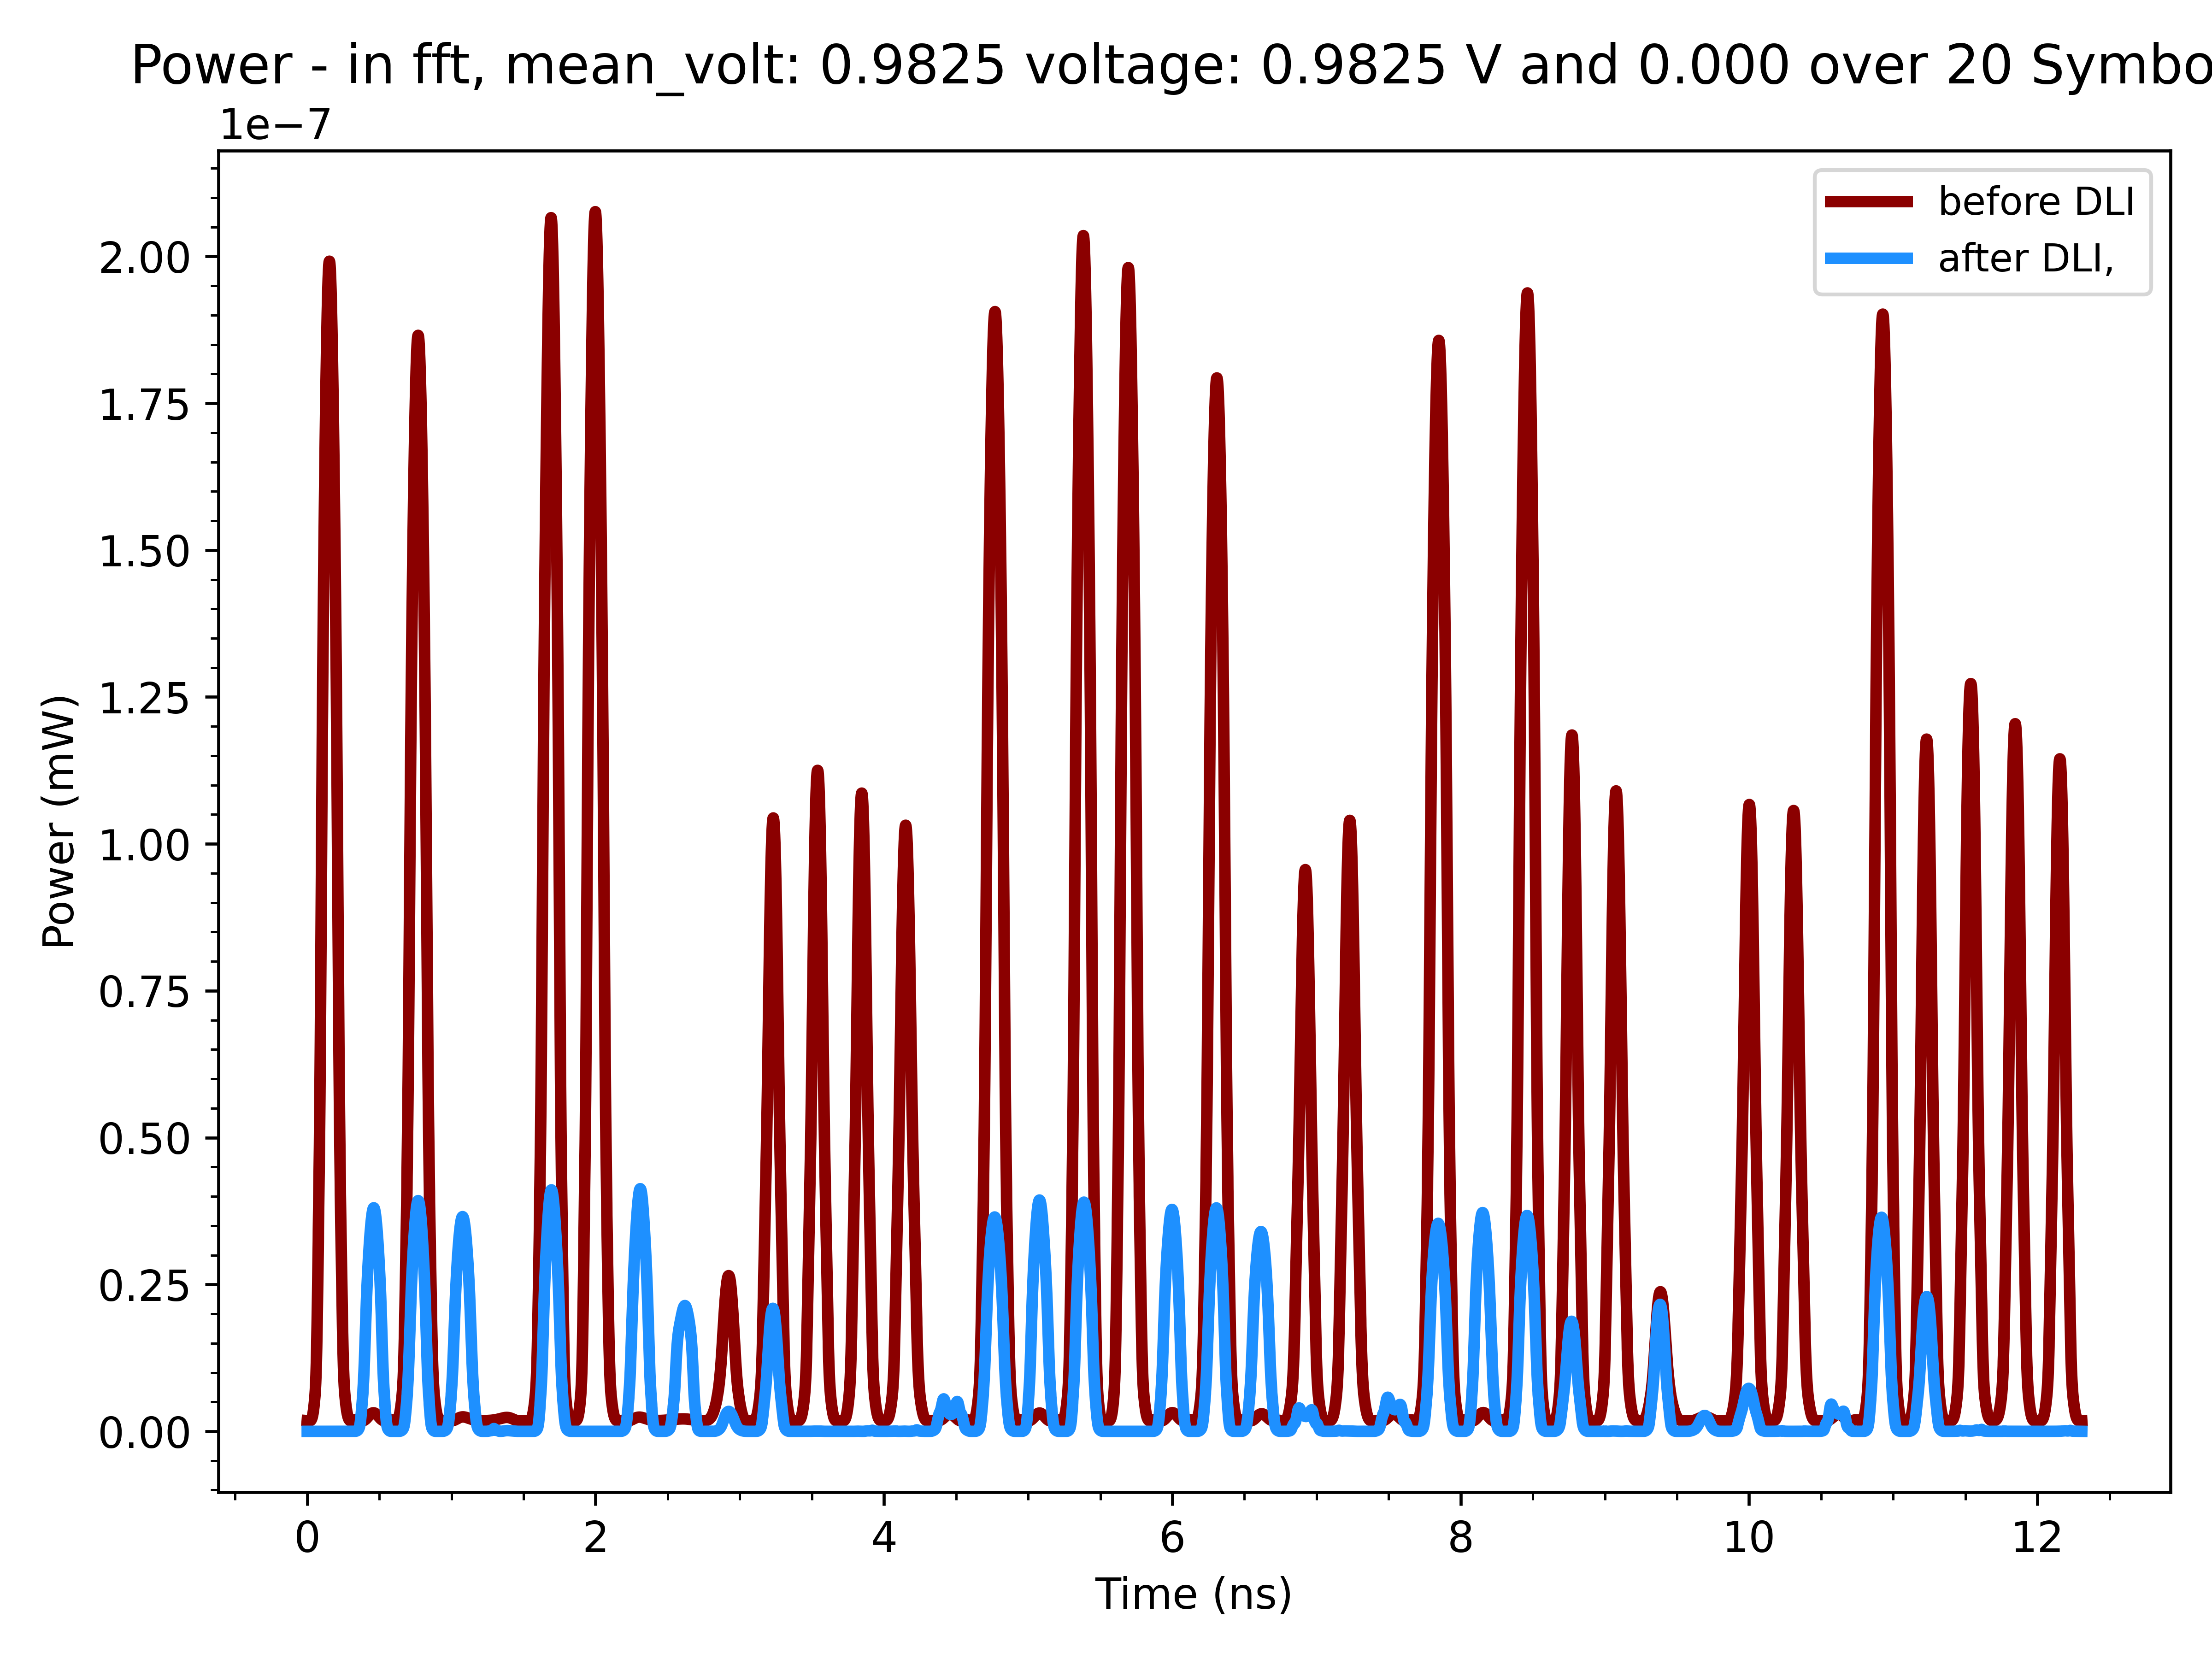 Power - in fft, mean_volt: 0.9825 voltage: 0.9825 V and 0.000 over 20 Symbo
1e−7
before DLI
after DLI,
2.00
1.75
1.50
1.25
1.00
0.75
0.50
0.25
0.00
Power (mW)
0 2 4 6 8 10 12
Time (ns)